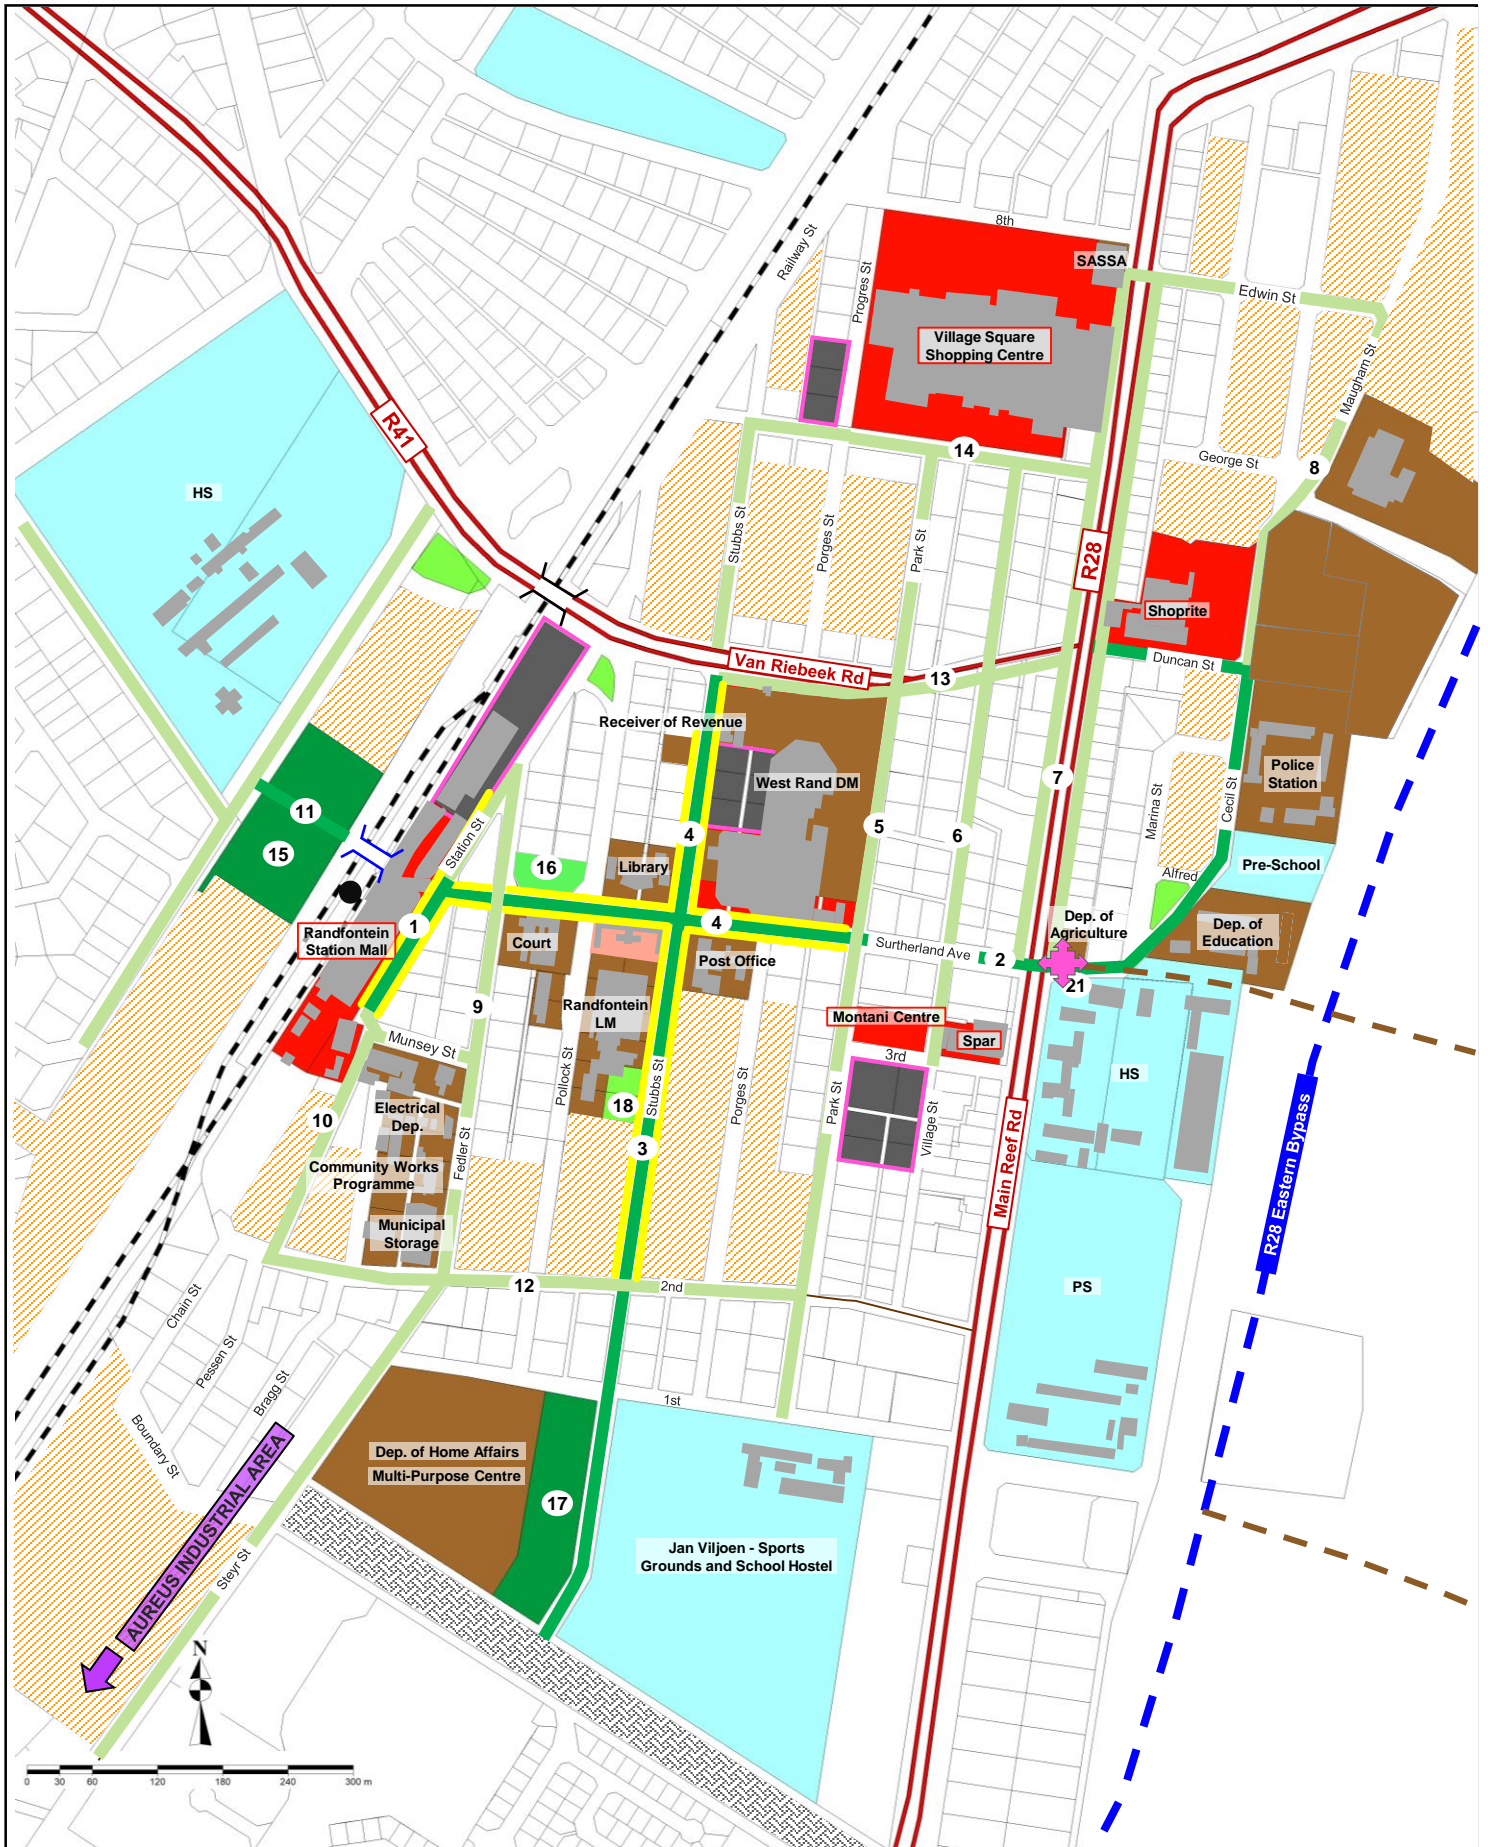 8th
Railway St
SASSA
Progres St
Edwin St
Village Square
Shopping Centre
Maugham St
R41
14
George St
8
HS
Stubbs St
Porges St
Park St
R28
Shoprite
Van Riebeek Rd
13
Duncan St
Receiver of Revenue
West Rand DM
7
Police
Station
11
Station St
4
5
6
Marina St
Cecil St
15
16
Library
Pre-School
Alfred
Randfontein
Station Mall
1
Court
4
Post Office
Surtherland Ave
2
Dep. of
Agriculture
Dep. of
Education
21
9
Randfontein
LM
Montani Centre
Spar
3rd
Munsey St
HS
10
Electrical
Dep.
Pollock St
18
Stubbs St
Porges St
Park St
Village St
3
Fedler St
Community Works
Programme
Main Reef Rd
R28 Eastern Bypass
Municipal
Storage
12
2nd
PS
Chain St
Pessen St
Bragg St
Boundary St
1st
Dep. of Home Affairs
Multi-Purpose Centre
17
AUREUS INDUSTRIAL AREA
Steyr St
Jan Viljoen - Sports
Grounds and School Hostel
N
0 30 60 120 180 240 300 m